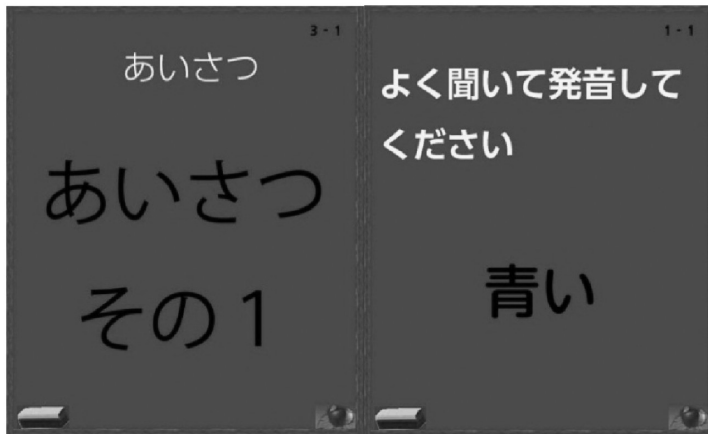 3 - 1
あいさつ
あいさつ
その１
1 - 1
よく聞いて発音して
ください
青い